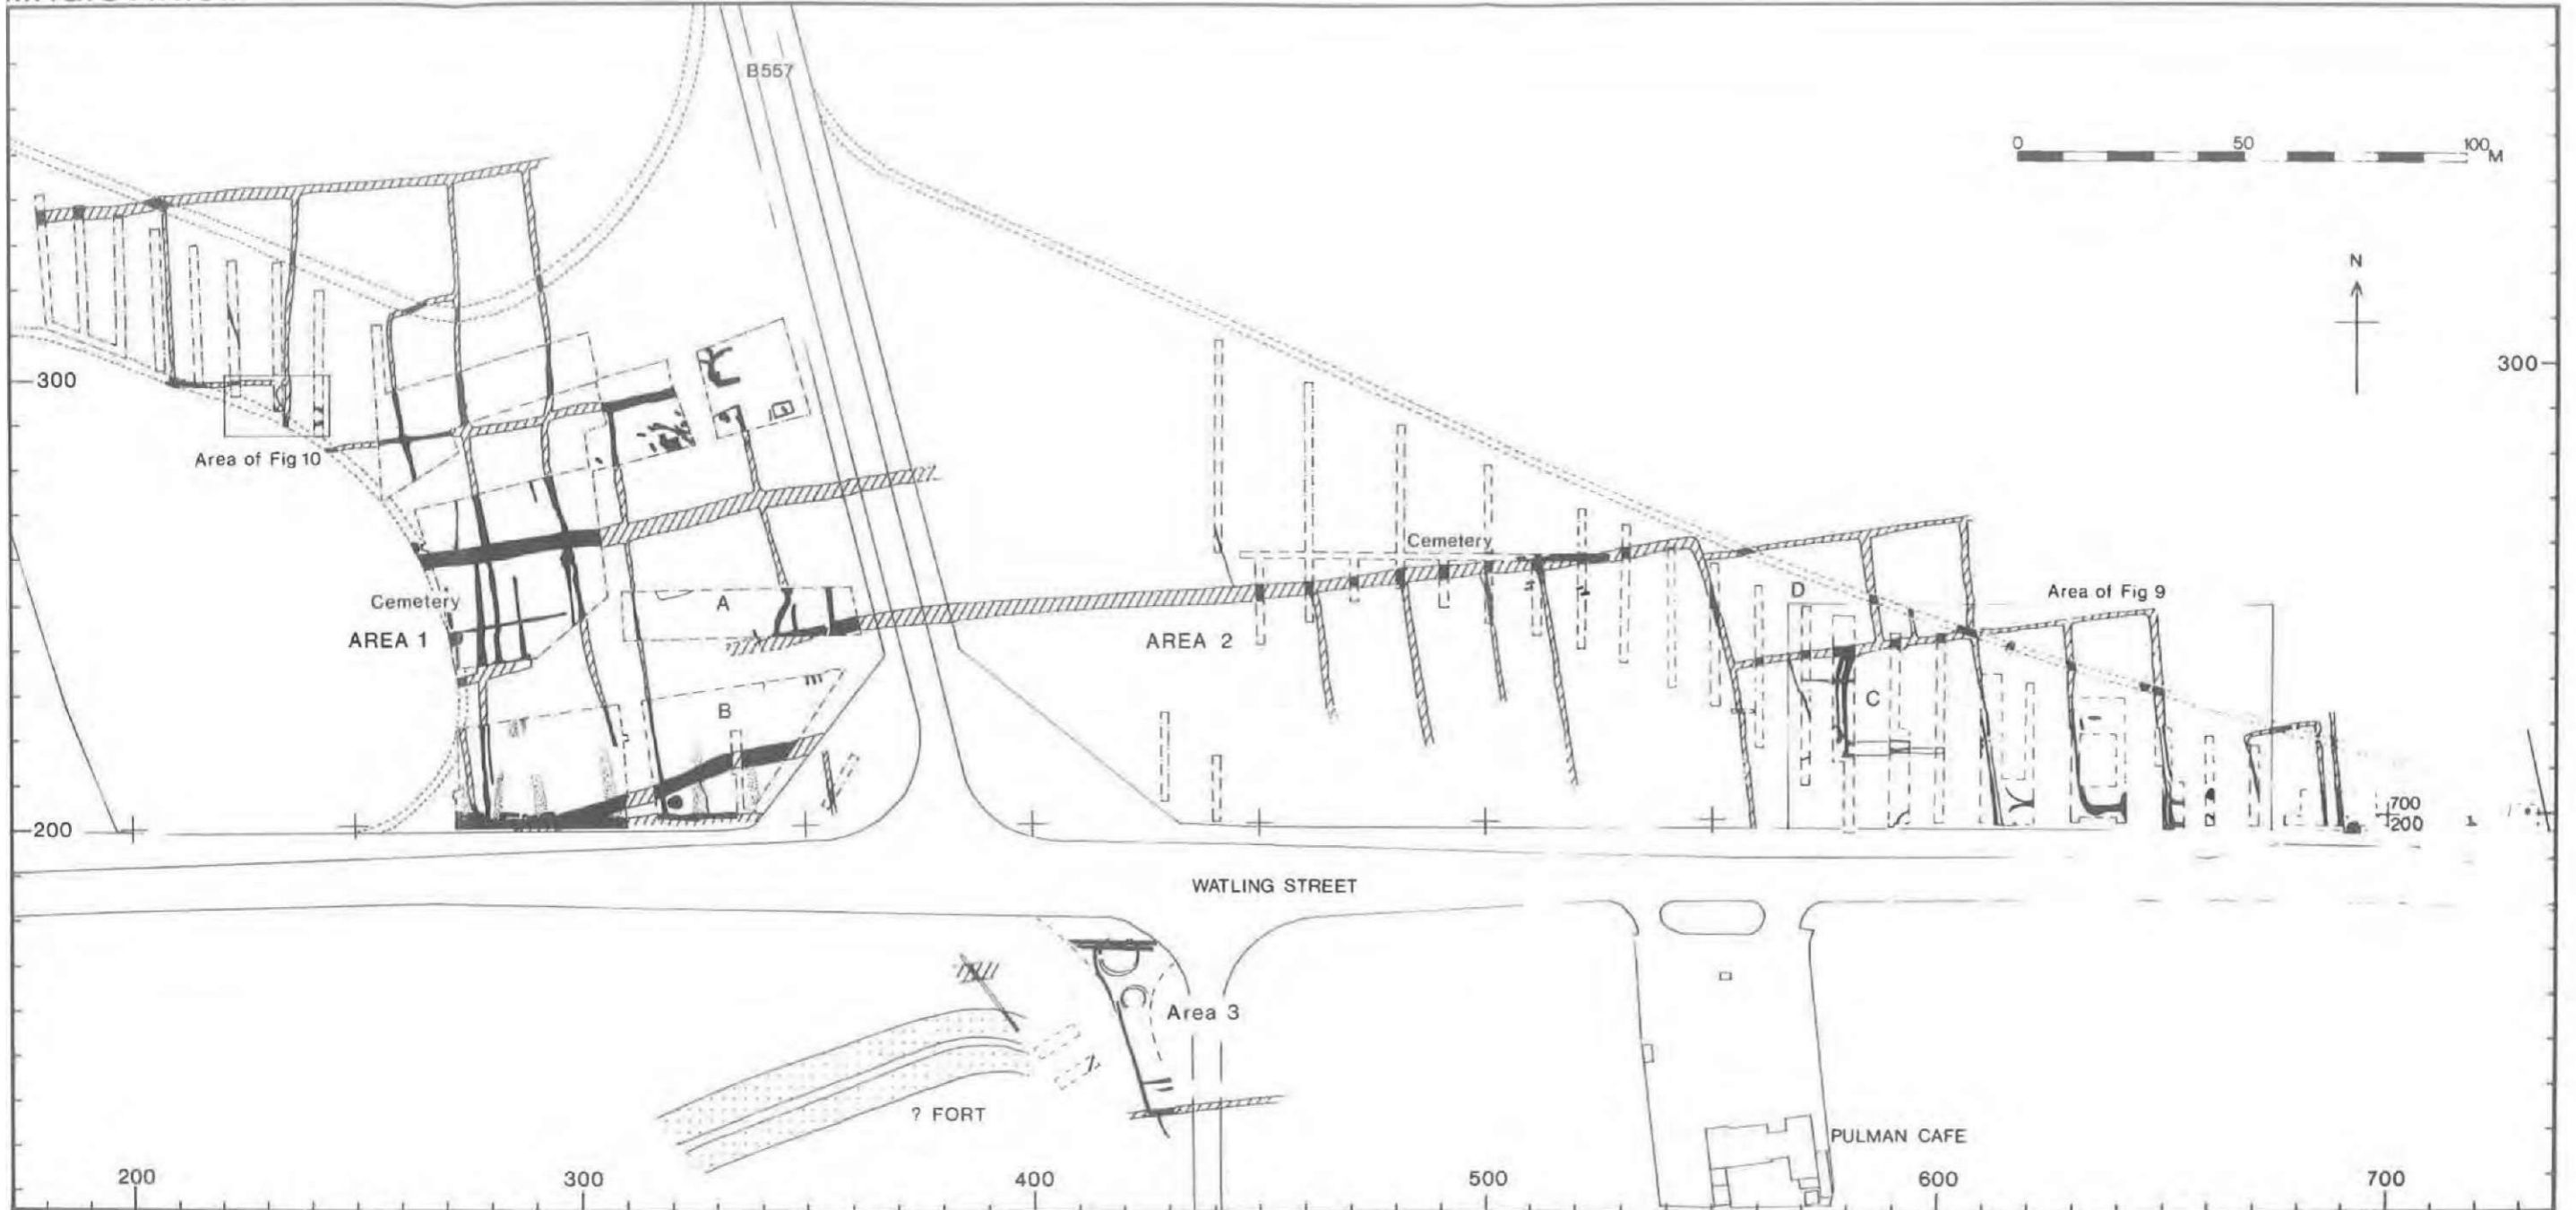 B557
0 50 100 M
N
300
300
Area of Fig 10
Cemetery
AREA 1
A
B
Cemetery
AREA 2
D
Area of Fig 9
C
200
700
200
WATLING STREET
Area 3
? FORT
PULMAN CAFE
200 300 400 500 600 700